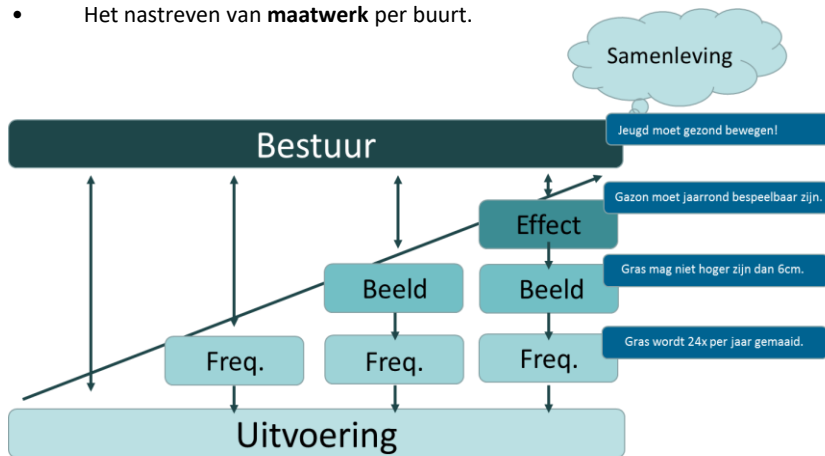 • Het nastreven van maatwerk per buurt.
Samenleving
Jeugd moet gezond bewegen!
Bestuur
Gazon moet jaarrond bespeelbaar zijn.
Effect
Gras mag niet hoger zijn dan 6cm.
Beeld
Beeld
Gras wordt 24x per jaar gemaaid.
Freq.
Freq.
Freq.
Uitvoering